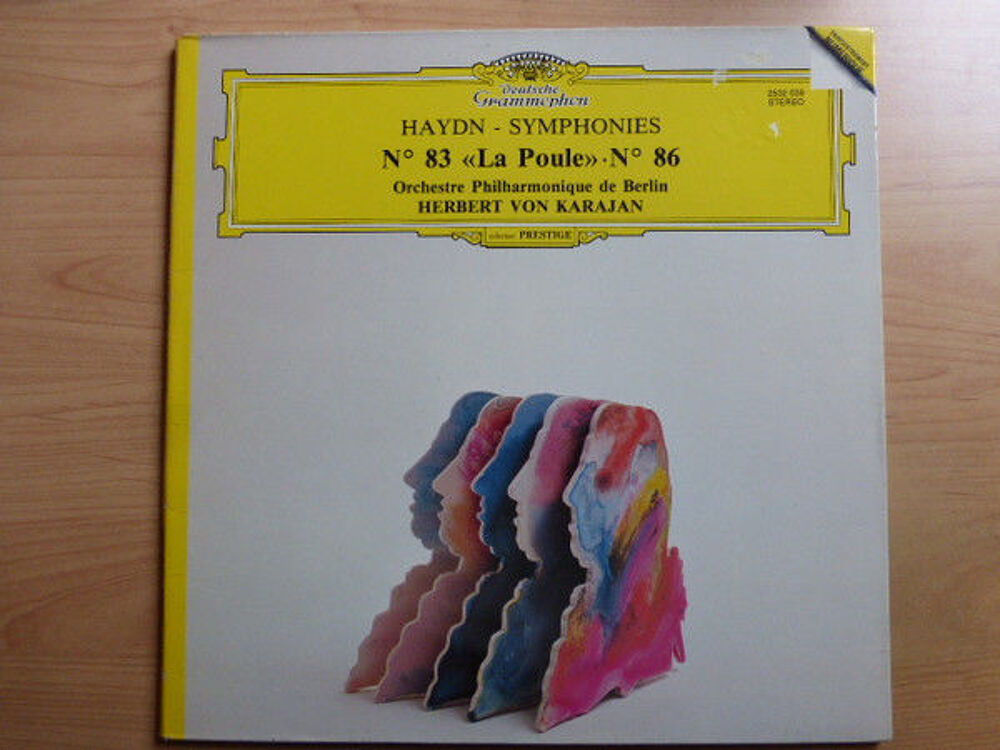 Deutsche
Grammophon
STEREO
HAYDN - SYMPHONIES
N° 83 «La Poule» · N° 86
Orchestre Philharmonique de Berlin
HERBERT VON KARAJAN
PRESTIGE